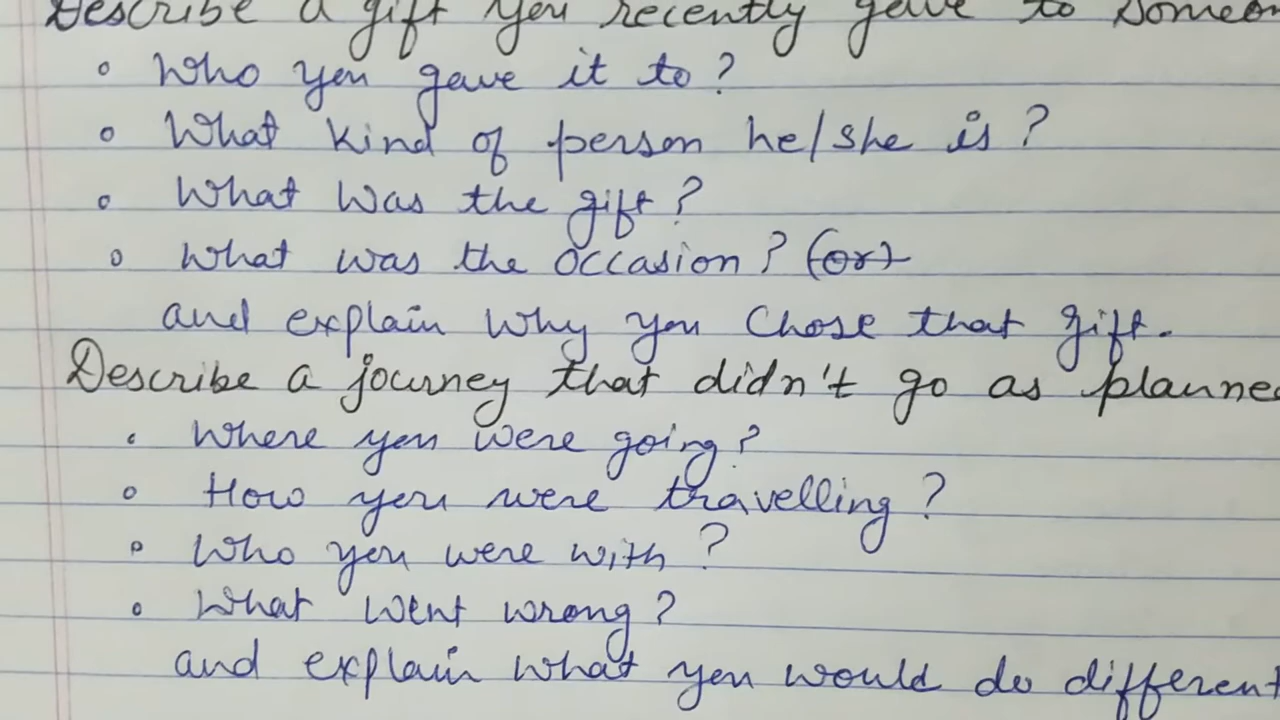 Describe a gift you recently gave to Someon
◦ Who you gave it to?
◦ What kind of person he/she is?
◦ What was the gift?
◦ What was the occasion? (or)
and explain why you chose that gift.
Describe a journey that didn't go as planned
◦ Where you were going?
◦ How you were travelling?
◦ Who you were with?
◦ What went wrong?
and explain what you would do different